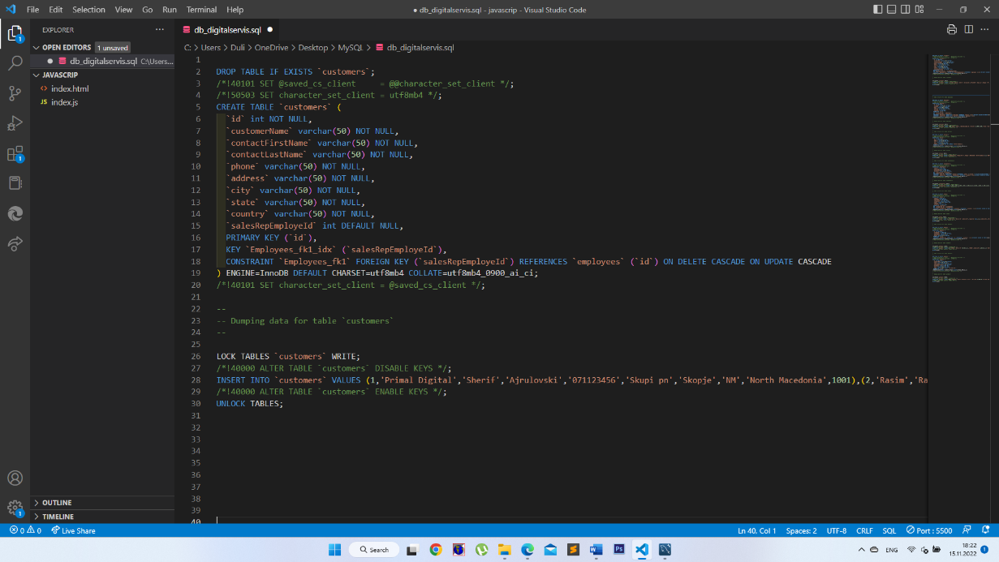 File Edit Selection View Go Run Terminal Help
● db_digitalservis.sql - javascrip - Visual Studio Code
EXPLORER
OPEN EDITORS 1 unsaved
● db_digitalservis.sql C:\Users...
JAVASCRIP
<> index.html
JS index.js
OUTLINE
TIMELINE
db_digitalservis.sql ●
C: > Users > Duli > OneDrive > Desktop > MySQL > db_digitalservis.sql
1
2 DROP TABLE IF EXISTS `customers`;
3 /*!40101 SET @saved_cs_client     = @@character_set_client */;
4 /*!50503 SET character_set_client = utf8mb4 */;
5 CREATE TABLE `customers` (
6   `id` int NOT NULL,
7   `customerName` varchar(50) NOT NULL,
8   `contactFirstName` varchar(50) NOT NULL,
9   `contactLastName` varchar(50) NOT NULL,
10   `phone` varchar(50) NOT NULL,
11   `address` varchar(50) NOT NULL,
12   `city` varchar(50) NOT NULL,
13   `state` varchar(50) NOT NULL,
14   `country` varchar(50) NOT NULL,
15   `salesRepEmployeId` int DEFAULT NULL,
16   PRIMARY KEY (`id`),
17   KEY `Employees_fk1_idx` (`salesRepEmployeId`),
18   CONSTRAINT `Employees_fk1` FOREIGN KEY (`salesRepEmployeId`) REFERENCES `employees` (`id`) ON DELETE CASCADE ON UPDATE CASCADE
19 ) ENGINE=InnoDB DEFAULT CHARSET=utf8mb4 COLLATE=utf8mb4_0900_ai_ci;
20 /*!40101 SET character_set_client = @saved_cs_client */;
21
22 --
23 -- Dumping data for table `customers`
24 --
25
26 LOCK TABLES `customers` WRITE;
27 /*!40000 ALTER TABLE `customers` DISABLE KEYS */;
28 INSERT INTO `customers` VALUES (1,'Primal Digital','Sherif','Ajrulovski','071123456','Skupi pn','Skopje','NM','North Macedonia',1001),(2,'Rasim','Ra
29 /*!40000 ALTER TABLE `customers` ENABLE KEYS */;
30 UNLOCK TABLES;
31
32
33
34
35
36
37
38
39
40
0 0 Live Share
Ln 40, Col 1 Spaces: 2 UTF-8 CRLF SQL Port : 5500
Search
W
Ps
ENG
18:22
15.11.2022
1